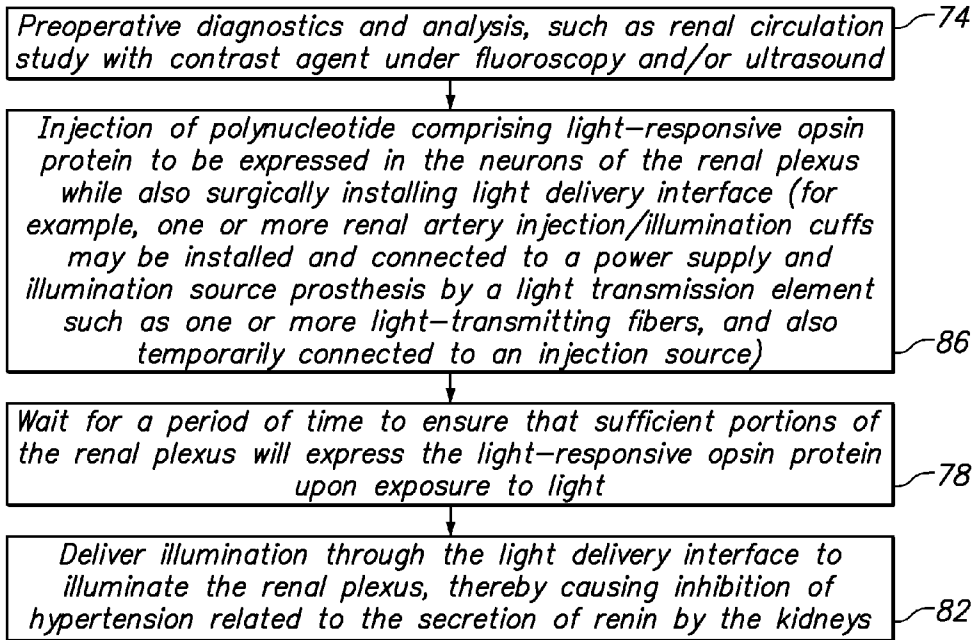 Preoperative diagnostics and analysis, such as renal circulation
study with contrast agent under fluoroscopy and/or ultrasound
74
Injection of polynucleotide comprising light-responsive opsin
protein to be expressed in the neurons of the renal plexus
while also surgically installing light delivery interface (for
example, one or more renal artery injection/illumination cuffs
may be installed and connected to a power supply and
illumination source prosthesis by a light transmission element
such as one or more light-transmitting fibers, and also
temporarily connected to an injection source)
86
Wait for a period of time to ensure that sufficient portions of
the renal plexus will express the light-responsive opsin protein
upon exposure to light
78
Deliver illumination through the light delivery interface to
illuminate the renal plexus, thereby causing inhibition of
hypertension related to the secretion of renin by the kidneys
82